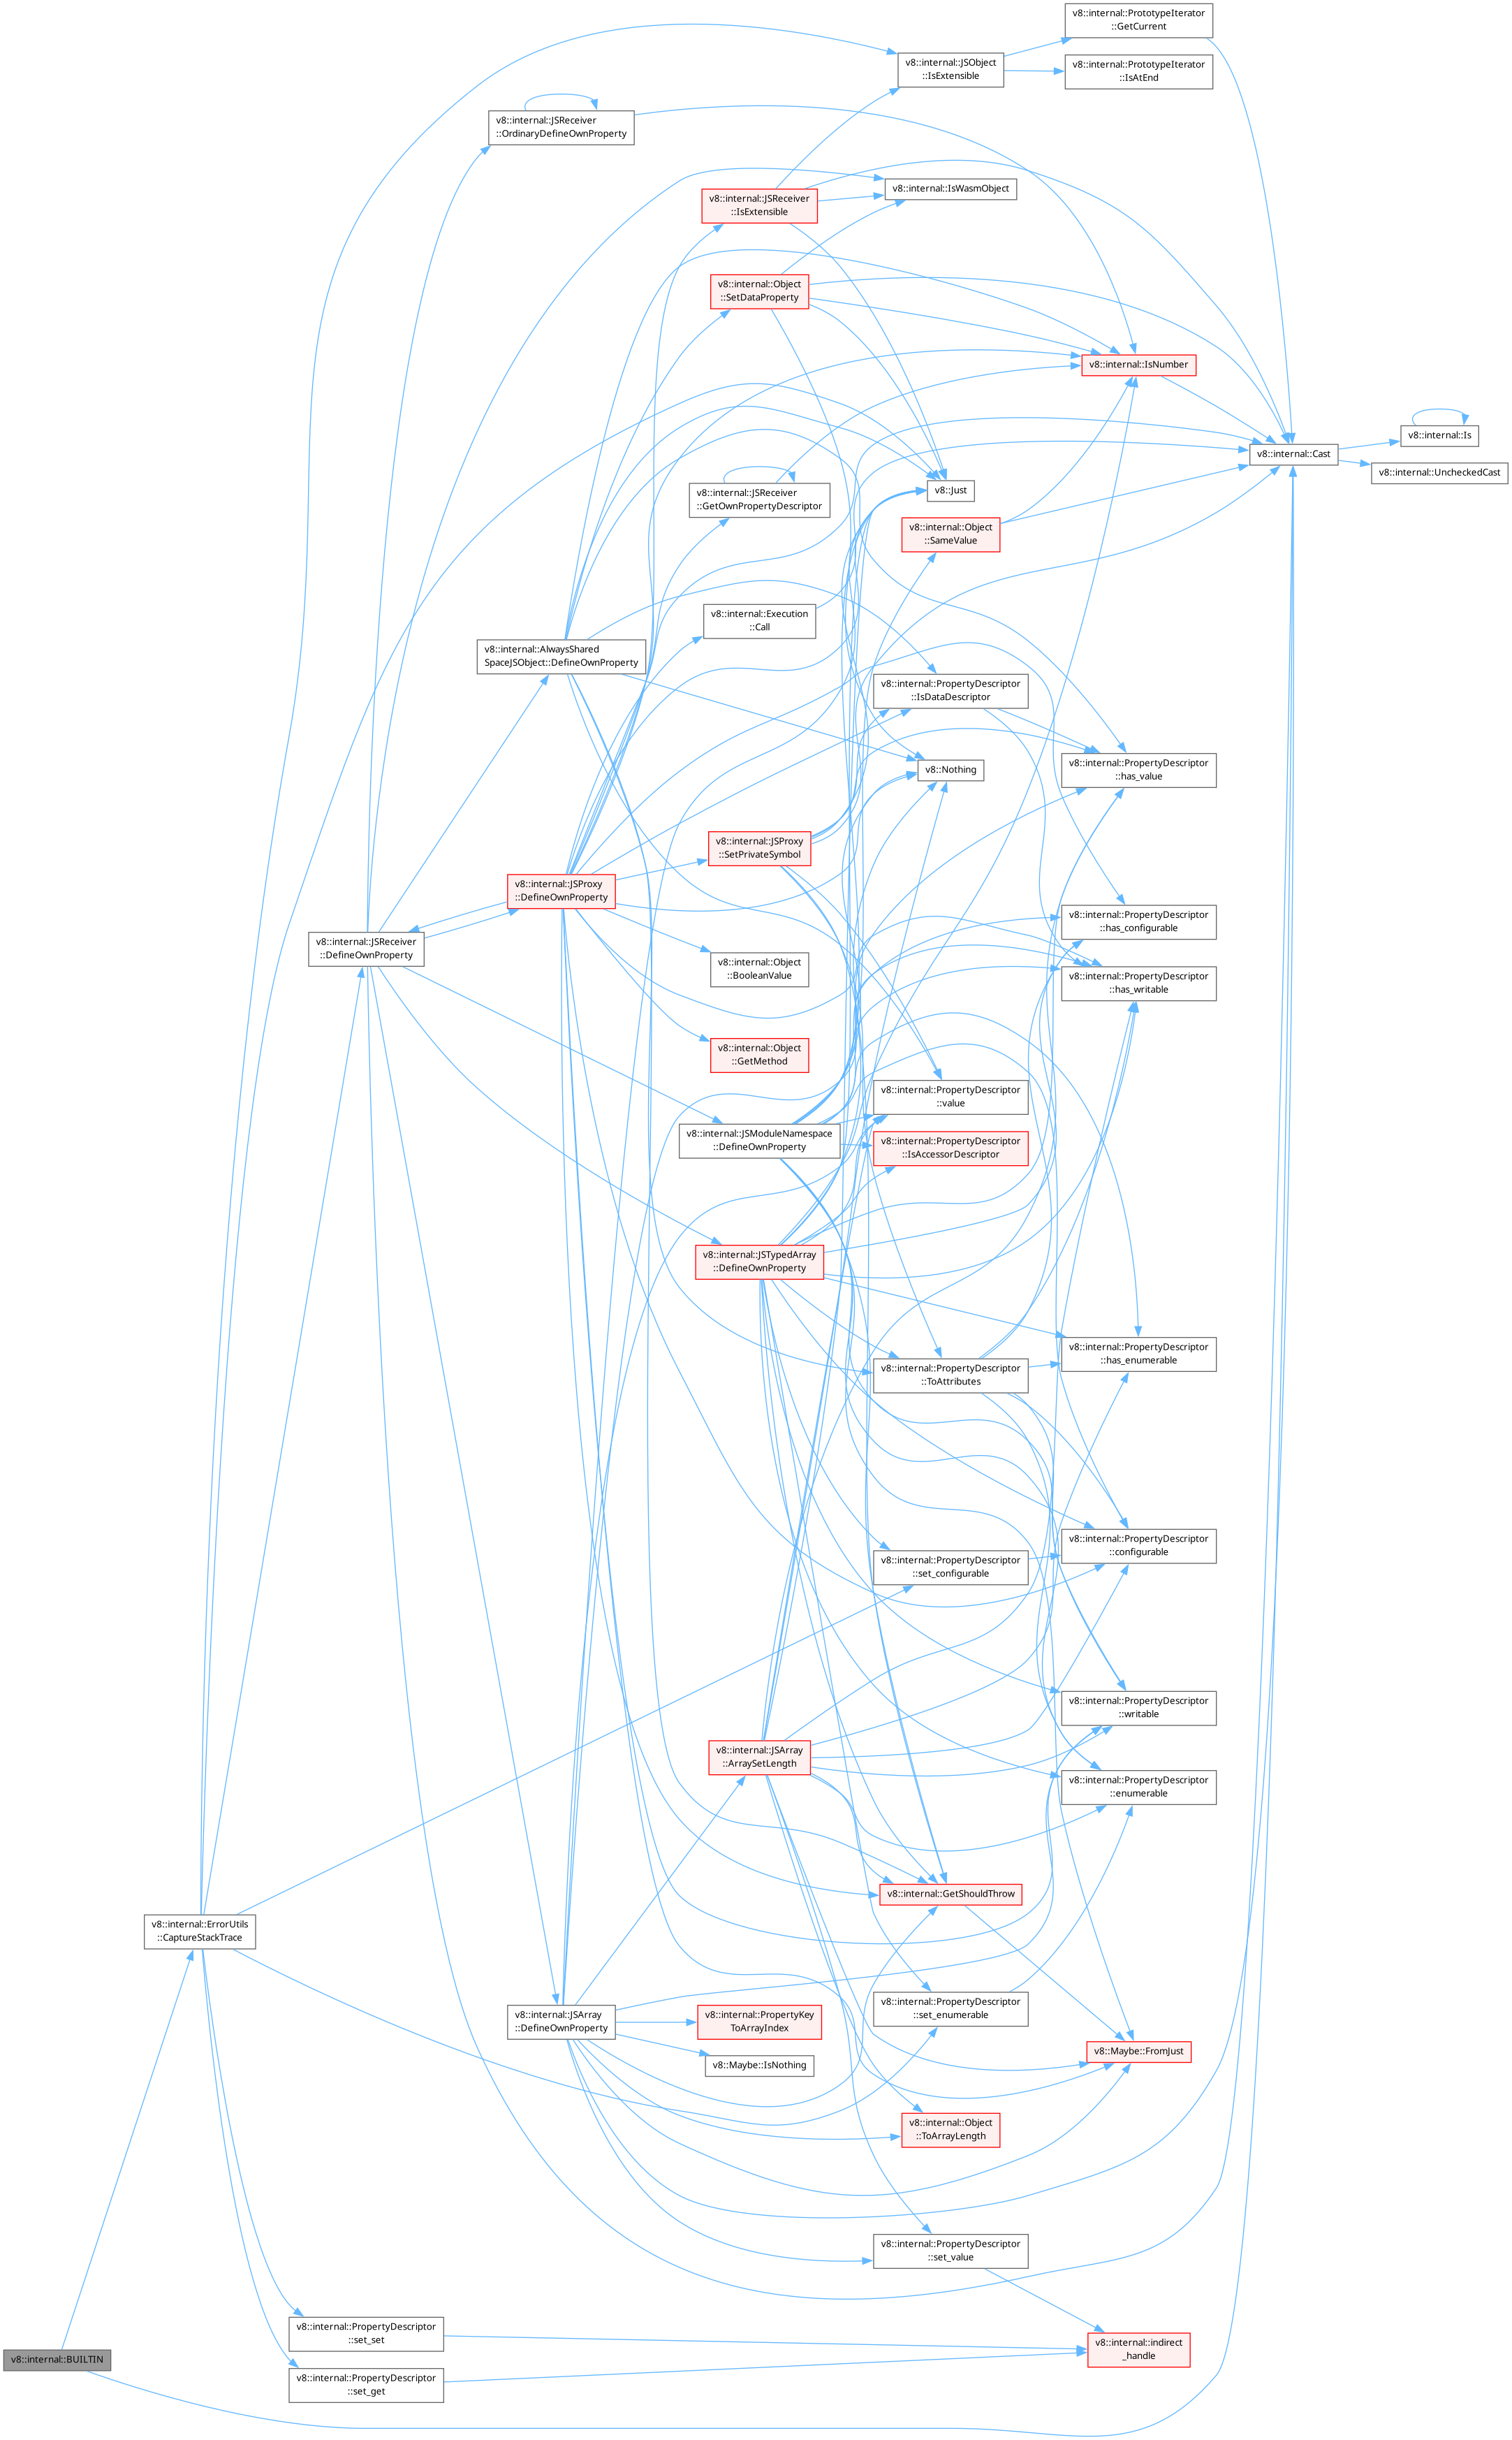 v8::internal::PrototypeIterator
::GetCurrent
v8::internal::JSObject
::IsExtensible
v8::internal::PrototypeIterator
::IsAtEnd
v8::internal::JSReceiver
::OrdinaryDefineOwnProperty
v8::internal::IsWasmObject
v8::internal::JSReceiver
::IsExtensible
v8::internal::Object
::SetDataProperty
v8::internal::IsNumber
v8::internal::Is
v8::internal::Cast
v8::internal::UncheckedCast
v8::internal::JSReceiver
::GetOwnPropertyDescriptor
v8::Just
v8::internal::Object
::SameValue
v8::internal::Execution
::Call
v8::internal::AlwaysShared
SpaceJSObject::DefineOwnProperty
v8::internal::PropertyDescriptor
::IsDataDescriptor
v8::Nothing
v8::internal::PropertyDescriptor
::has_value
v8::internal::JSProxy
::SetPrivateSymbol
v8::internal::JSProxy
::DefineOwnProperty
v8::internal::PropertyDescriptor
::has_configurable
v8::internal::JSReceiver
::DefineOwnProperty
v8::internal::Object
::BooleanValue
v8::internal::PropertyDescriptor
::has_writable
v8::internal::Object
::GetMethod
v8::internal::PropertyDescriptor
::value
v8::internal::JSModuleNamespace
::DefineOwnProperty
v8::internal::PropertyDescriptor
::IsAccessorDescriptor
v8::internal::JSTypedArray
::DefineOwnProperty
v8::internal::PropertyDescriptor
::has_enumerable
v8::internal::PropertyDescriptor
::ToAttributes
v8::internal::PropertyDescriptor
::configurable
v8::internal::PropertyDescriptor
::set_configurable
v8::internal::PropertyDescriptor
::writable
v8::internal::JSArray
::ArraySetLength
v8::internal::PropertyDescriptor
::enumerable
v8::internal::GetShouldThrow
v8::internal::ErrorUtils
::CaptureStackTrace
v8::internal::JSArray
::DefineOwnProperty
v8::internal::PropertyKey
ToArrayIndex
v8::internal::PropertyDescriptor
::set_enumerable
v8::Maybe::IsNothing
v8::Maybe::FromJust
v8::internal::Object
::ToArrayLength
v8::internal::PropertyDescriptor
::set_value
v8::internal::PropertyDescriptor
::set_set
v8::internal::indirect
_handle
v8::internal::BUILTIN
v8::internal::PropertyDescriptor
::set_get